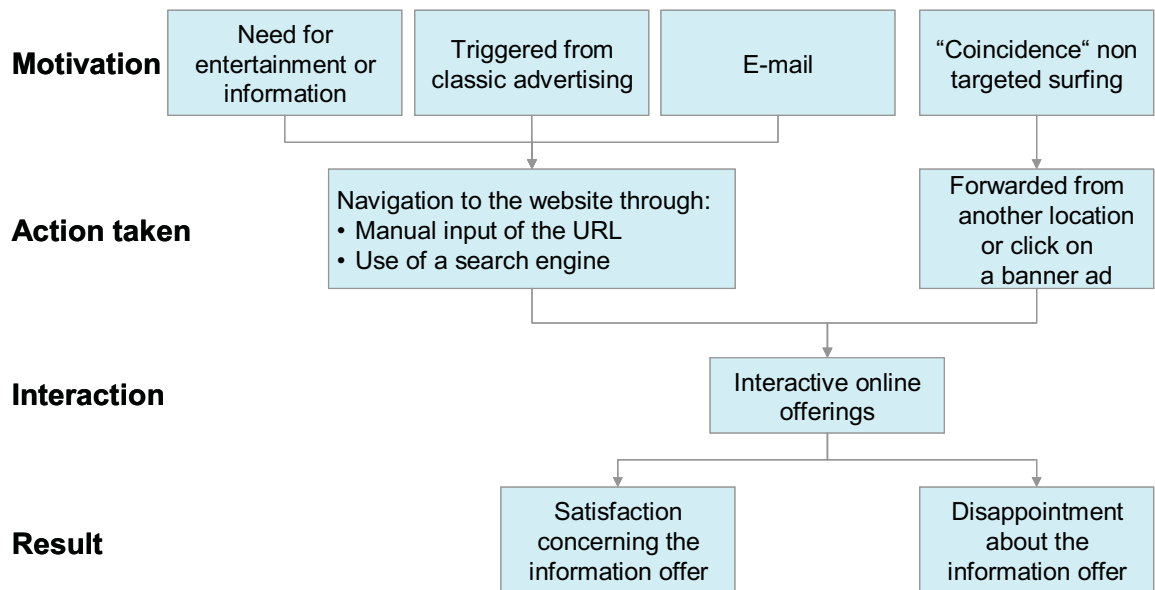 Motivation
Need for
entertainment or
information
Triggered from
classic advertising
E-mail
“Coincidence“ non
targeted surfing
Action taken
Navigation to the website through:
• Manual input of the URL
• Use of a search engine
Forwarded from
another location
or click on
a banner ad
Interaction
Interactive online
offerings
Result
Satisfaction
concerning the
information offer
Disappointment
about the
information offer